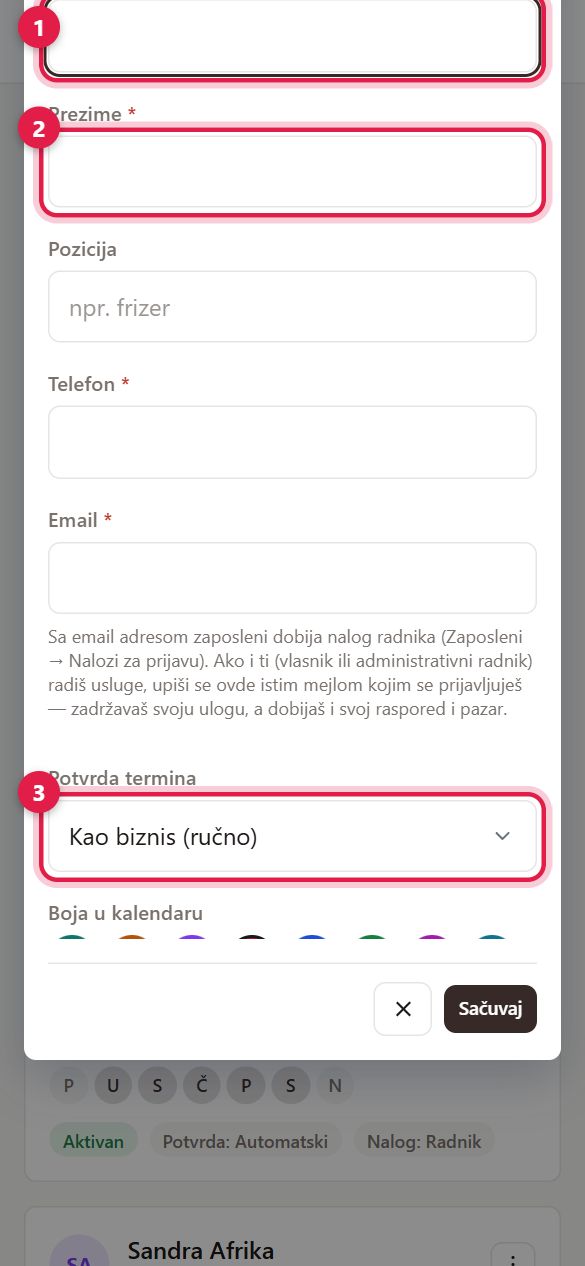 1
Prezime *
2
Pozicija
npr. frizer
Telefon *
Email *
Sa email adresom zaposleni dobija nalog radnika (Zaposleni
→ Nalozi za prijavu). Ako i ti (vlasnik ili administrativni radnik)
radiš usluge, upiši se ovde istim mejlom kojim se prijavljuješ
— zadržavaš svoju ulogu, a dobijaš i svoj raspored i pazar.
Potvrda termina
3
Kao biznis (ručno)
Boja u kalendaru
Sačuvaj
P U S Č P S N
Aktivan Potvrda: Automatski Nalog: Radnik
SA Sandra Afrika